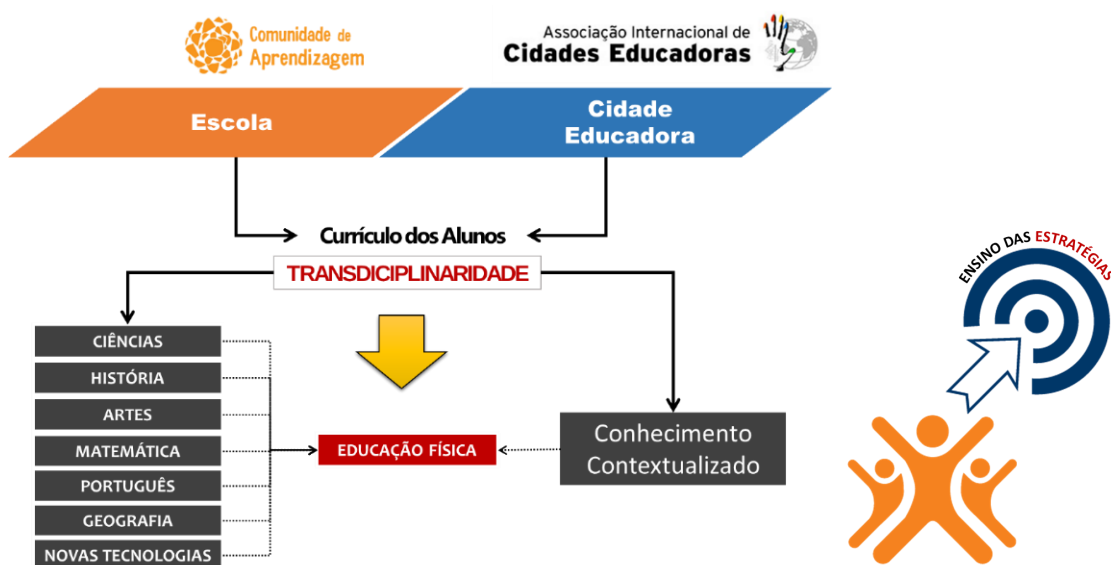 Comunidade de
Aprendizagem
Associação Internacional de
Cidades Educadoras
Escola
Cidade
Educadora
Currículo dos Alunos
TRANSDICIPLINARIDADE
CIÊNCIAS
HISTÓRIA
ARTES
MATEMÁTICA
PORTUGUÊS
GEOGRAFIA
NOVAS TECNOLOGIAS
EDUCAÇÃO FÍSICA
Conhecimento
Contextualizado
ENSINO DAS ESTRATÉGIAS